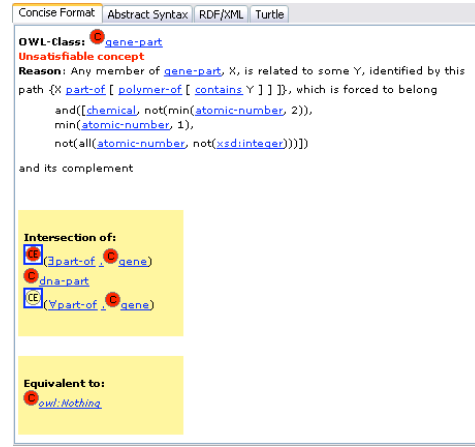 Concise Format Abstract Syntax RDF/XML Turtle
OWL-Class: C gene-part
Unsatisfiable concept
Reason: Any member of gene-part, X, is related to some Y, identified by this
path {X part-of [ polymer-of [ contains Y ] ] ]}, which is forced to belong
and([chemical, not(min(atomic-number, 2)),
min(atomic-number, 1),
not(all(atomic-number, not(xsd:integer)))])
and its complement
Intersection of:
CE (∃part-of . C gene)
C dna-part
CE (∀part-of . C gene)
Equivalent to:
C owl:Nothing